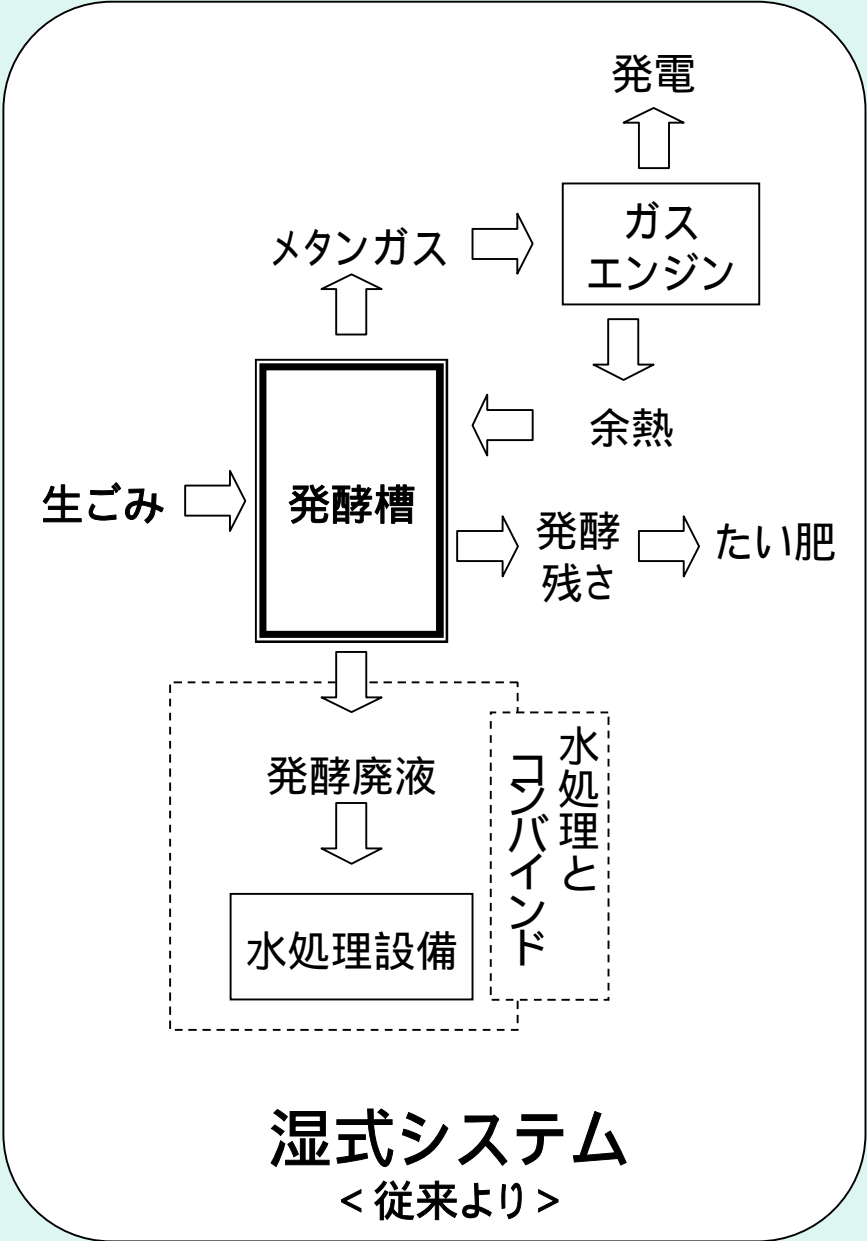 発電
ガス
エンジン
メタンガス
余熱
生ごみ
発酵槽
発酵
残さ
たい肥
発酵廃液
水処理と
コンバインド
水処理設備
湿式システム
＜従来より＞